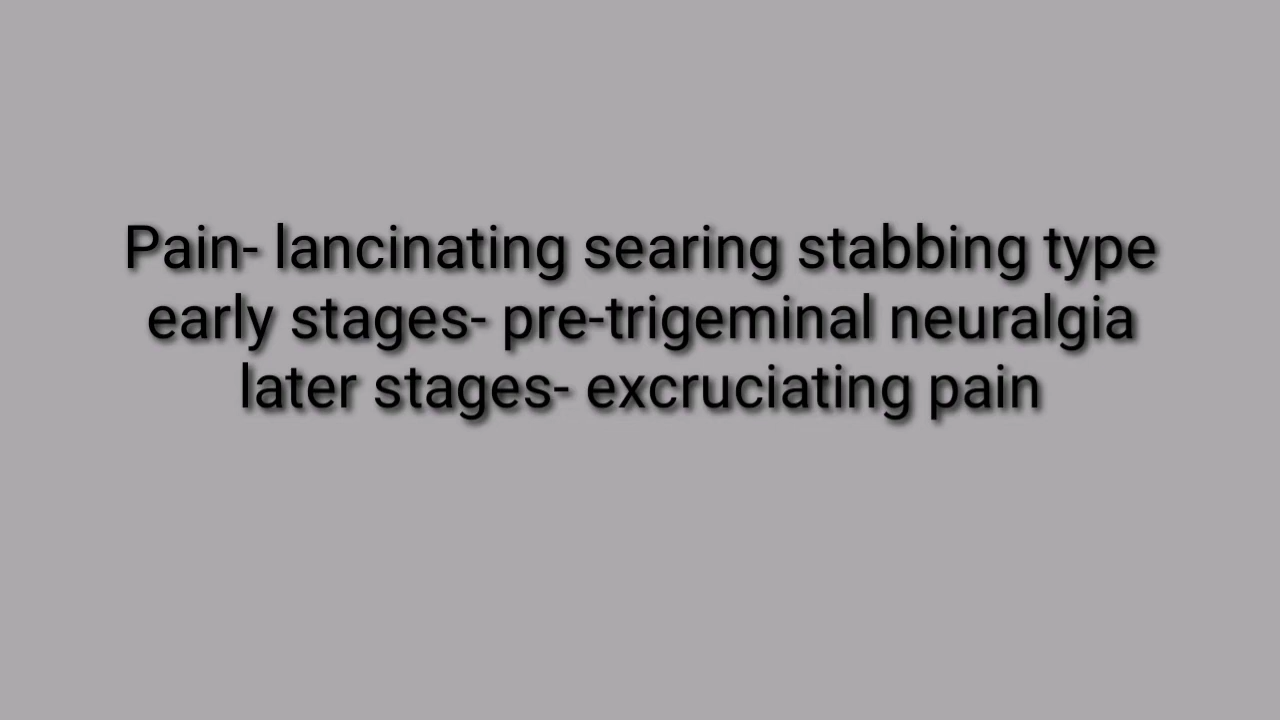 Pain- lancinating searing stabbing type
early stages- pre-trigeminal neuralgia
later stages- excruciating pain